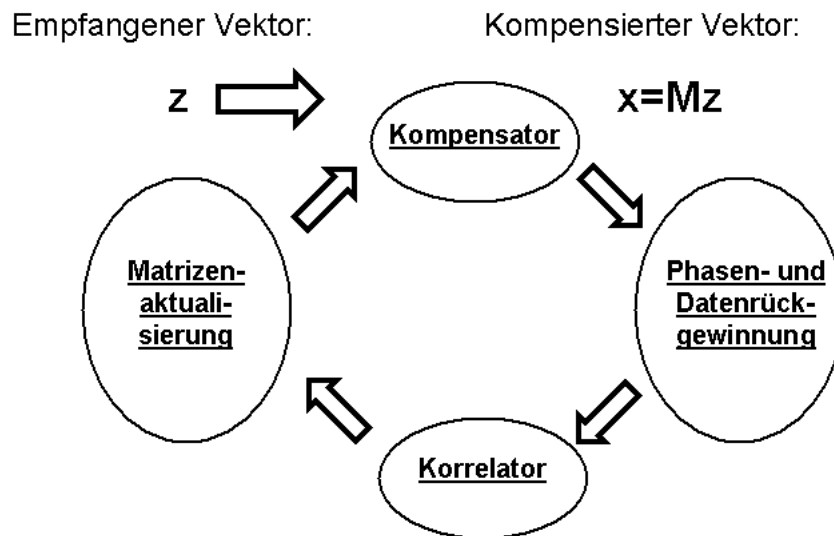 Empfangener Vektor:
Kompensierter Vektor:
z
x=Mz
Kompensator
Matrizen-
aktuali-
sierung
Phasen- und
Datenrück-
gewinnung
Korrelator